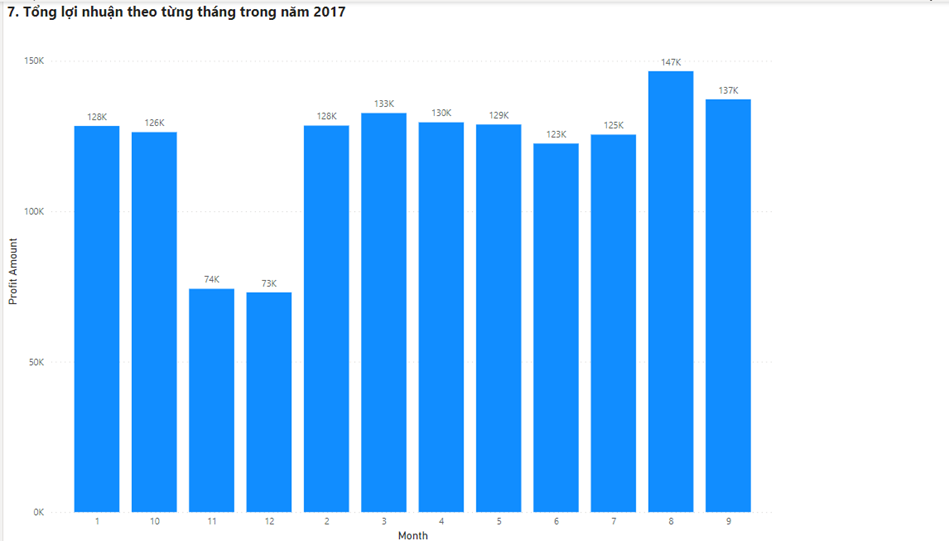 7. Tổng lợi nhuận theo từng tháng trong năm 2017
150K
100K
50K
0K
Profit Amount
128K
126K
74K
73K
128K
133K
130K
129K
123K
125K
147K
137K
1 10 11 12 2 3 4 5 6 7 8 9
Month